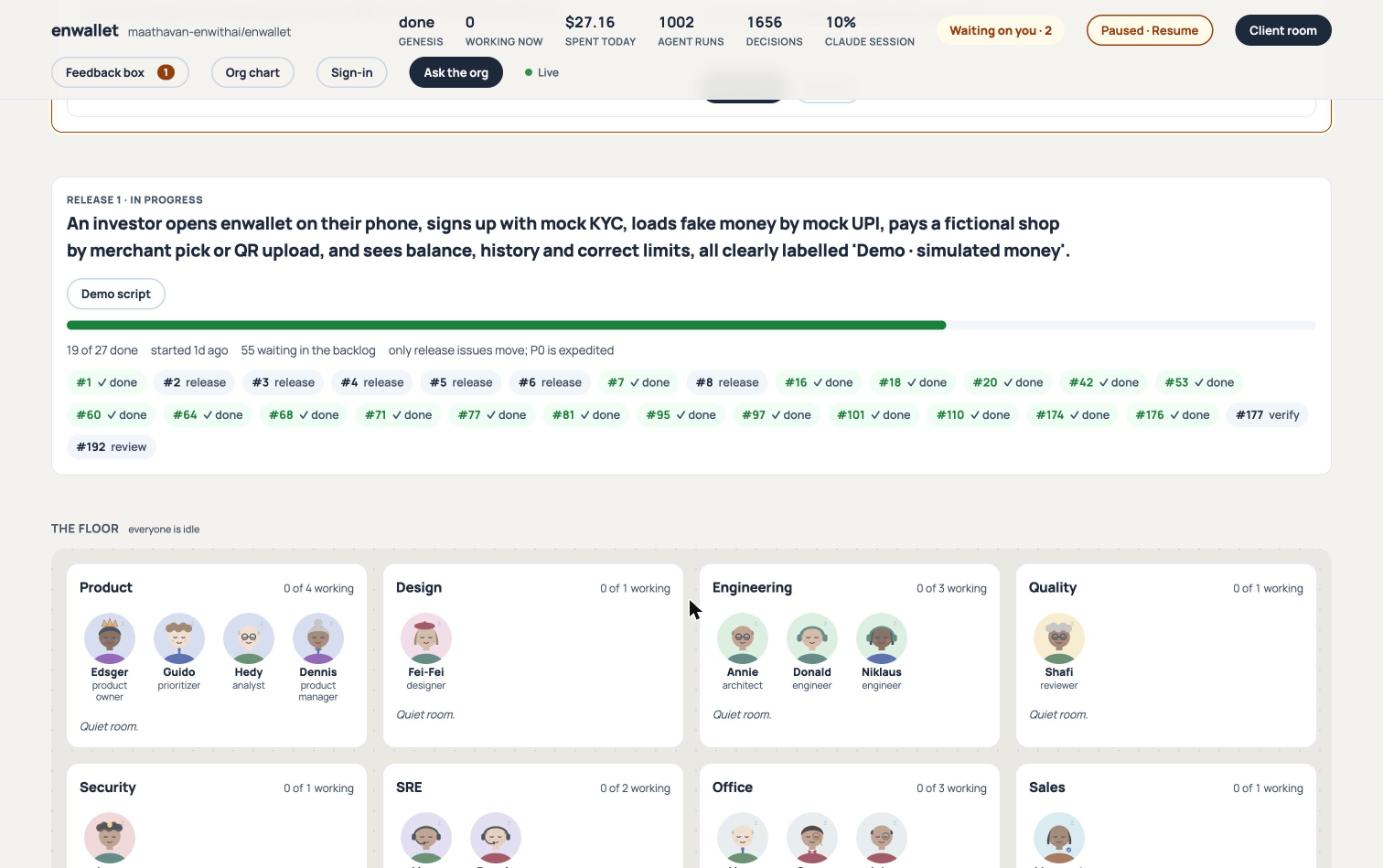 enwallet maathavan-enwithai/enwallet
done 0 $27.16 1002 1656 10%
GENESIS WORKING NOW SPENT TODAY AGENT RUNS DECISIONS CLAUDE SESSION
Waiting on you · 2 Paused · Resume Client room
Feedback box 1 Org chart Sign-in Ask the org Live
RELEASE 1 · IN PROGRESS
An investor opens enwallet on their phone, signs up with mock KYC, loads fake money by mock UPI, pays a fictional shop
by merchant pick or QR upload, and sees balance, history and correct limits, all clearly labelled 'Demo · simulated money'.
Demo script
19 of 27 done started 1d ago 55 waiting in the backlog only release issues move; P0 is expedited
#1 ✓ done #2 release #3 release #4 release #5 release #6 release #7 ✓ done #8 release #16 ✓ done #18 ✓ done #20 ✓ done #42 ✓ done #53 ✓ done
#60 ✓ done #64 ✓ done #68 ✓ done #71 ✓ done #77 ✓ done #81 ✓ done #95 ✓ done #97 ✓ done #101 ✓ done #110 ✓ done #174 ✓ done #176 ✓ done #177 verify
#192 review
THE FLOOR everyone is idle
Product 0 of 4 working
Edsger Guido Hedy Dennis
product prioritizer analyst product
owner manager
Quiet room.
Design 0 of 1 working
Fei-Fei
designer
Quiet room.
Engineering 0 of 3 working
Annie Donald Niklaus
architect engineer engineer
Quiet room.
Quality 0 of 1 working
Shafi
reviewer
Quiet room.
Security 0 of 1 working
SRE 0 of 2 working
Office 0 of 3 working
Sales 0 of 1 working